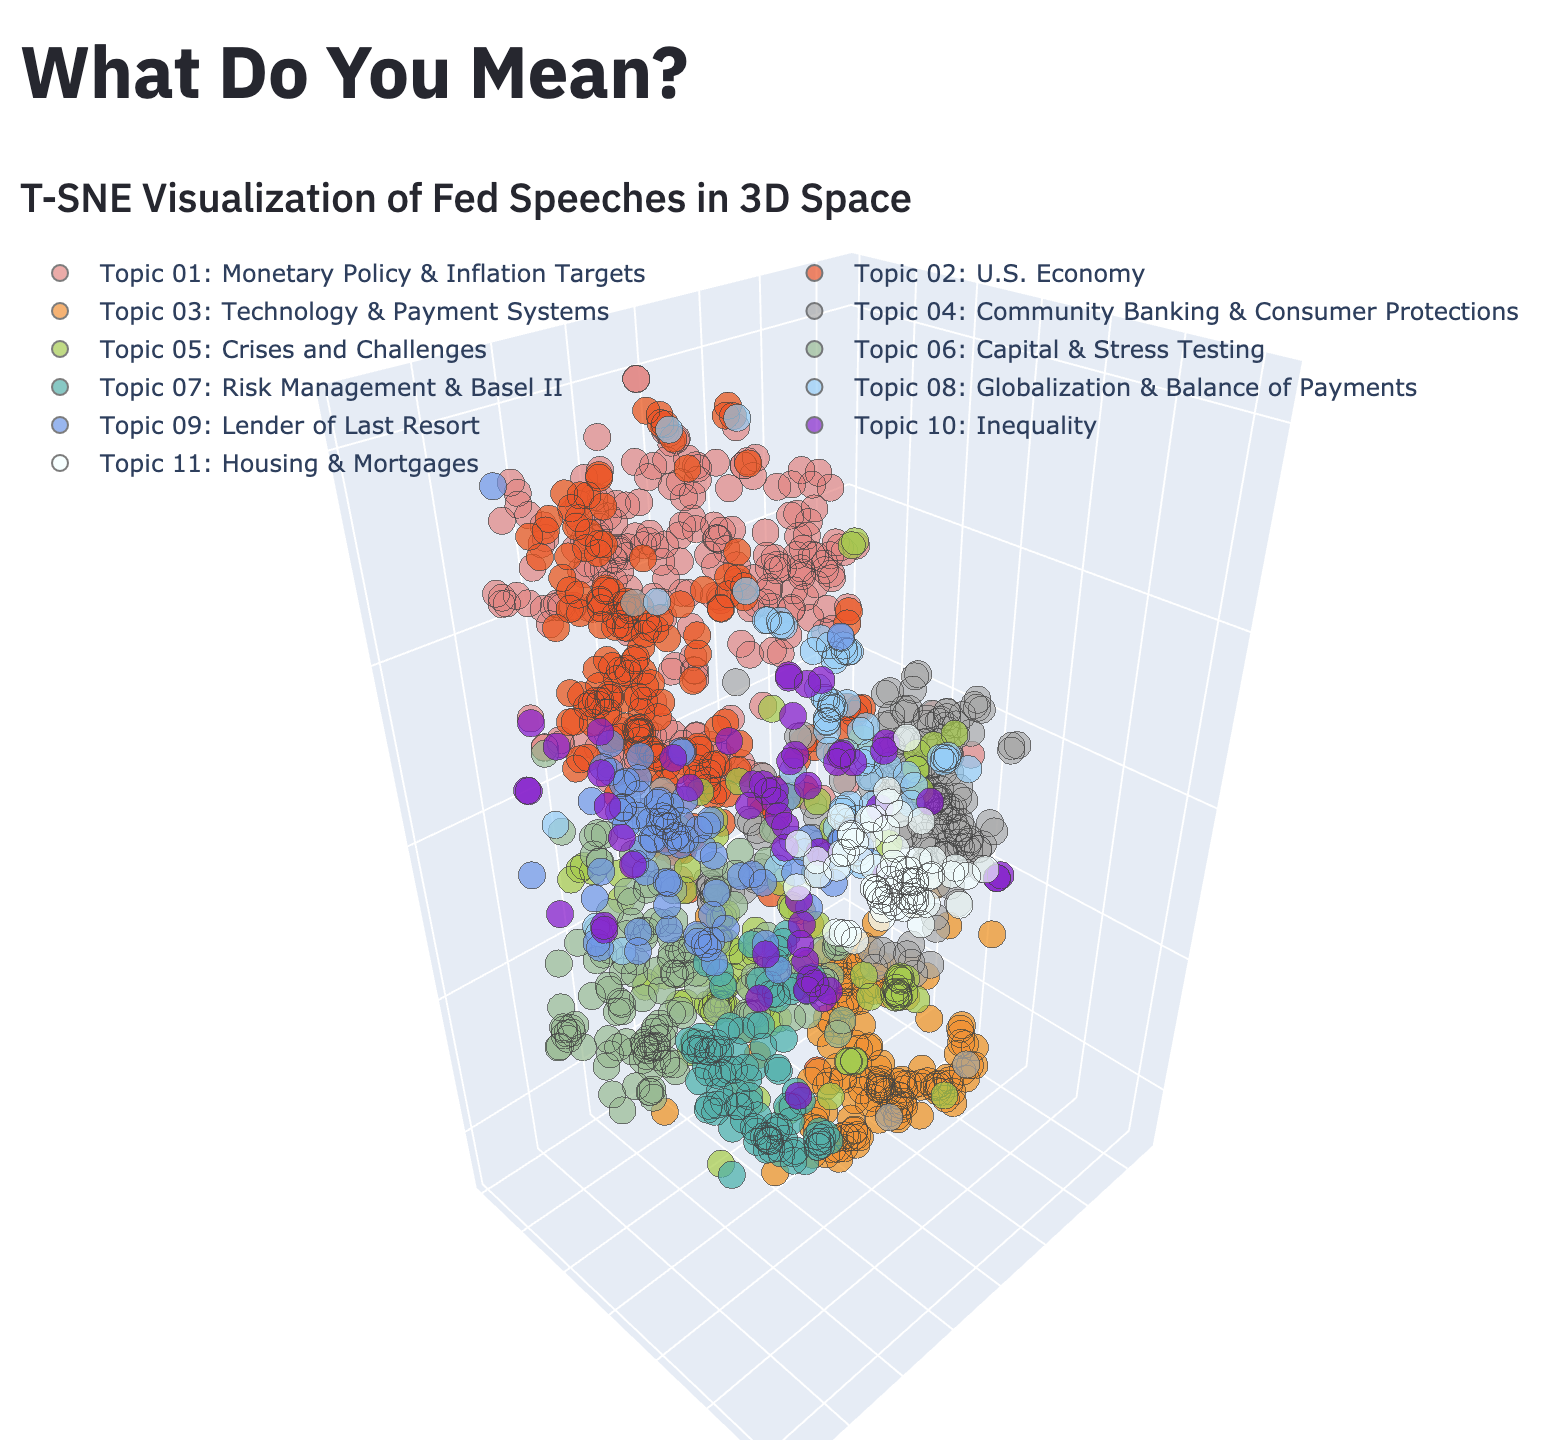 What Do You Mean?
T-SNE Visualization of Fed Speeches in 3D Space
Topic 01: Monetary Policy & Inflation Targets
Topic 02: U.S. Economy
Topic 03: Technology & Payment Systems
Topic 04: Community Banking & Consumer Protections
Topic 05: Crises and Challenges
Topic 06: Capital & Stress Testing
Topic 07: Risk Management & Basel II
Topic 08: Globalization & Balance of Payments
Topic 09: Lender of Last Resort
Topic 10: Inequality
Topic 11: Housing & Mortgages